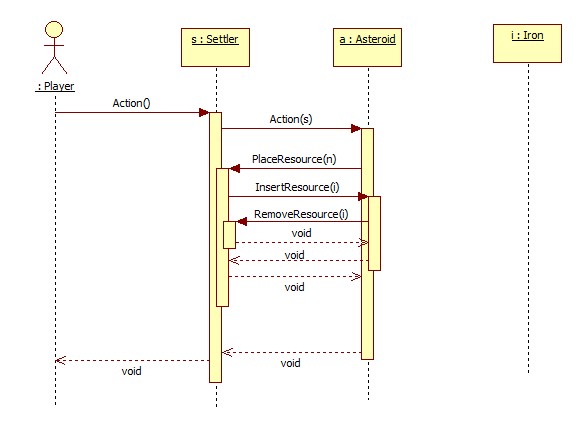 s : Settler
a : Asteroid
i : Iron
: Player
Action()
Action(s)
PlaceResource(n)
InsertResource(i)
RemoveResource(i)
void
void
void
void
void